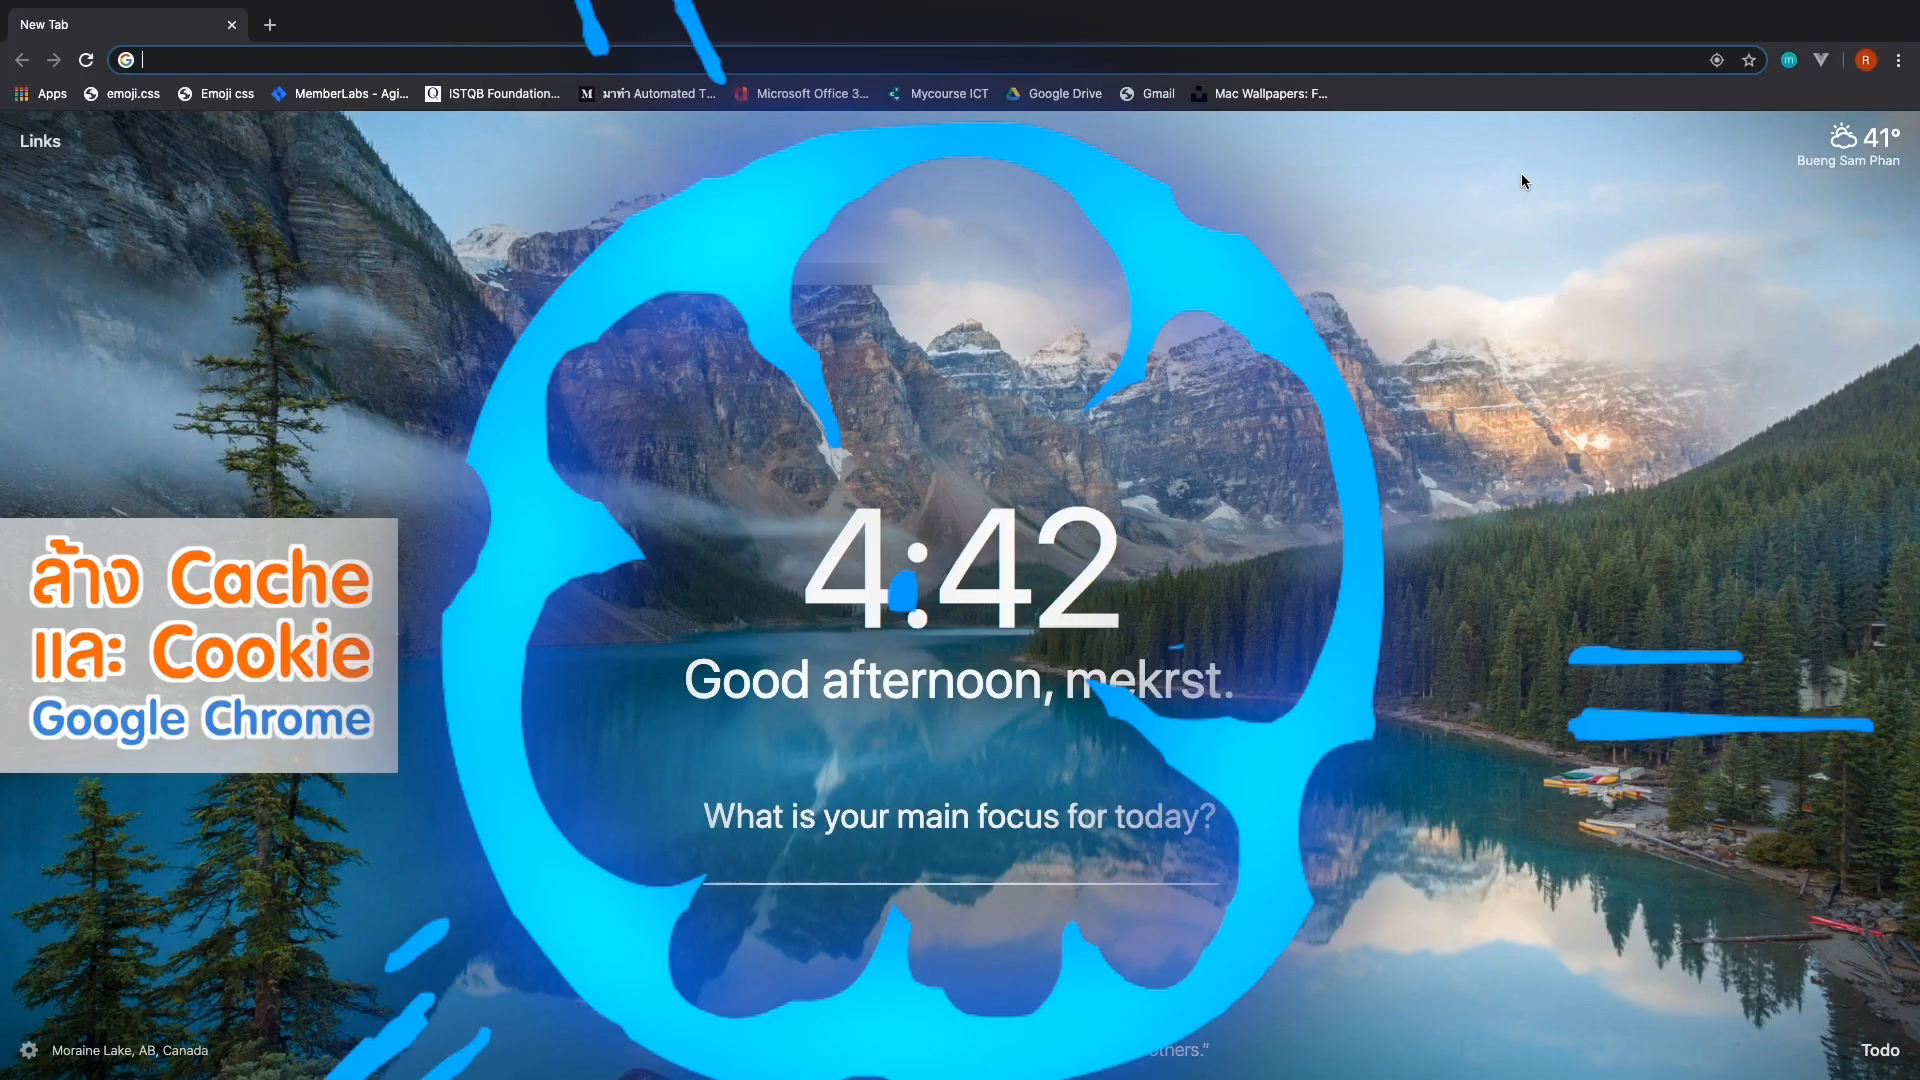 New Tab
Apps
emoji.css
Emoji css
MemberLabs - Agi...
ISTQB Foundation...
M มาทำ Automated T...
Microsoft Office 3...
Mycourse ICT
Google Drive
Gmail
Mac Wallpapers: F...
Links
41°
Bueng Sam Phan
ล้าง Cache
และ Cookie
Google Chrome
4:42
Good afternoon, mekrst.
What is your main focus for today?
Moraine Lake, AB, Canada
others.”
Todo